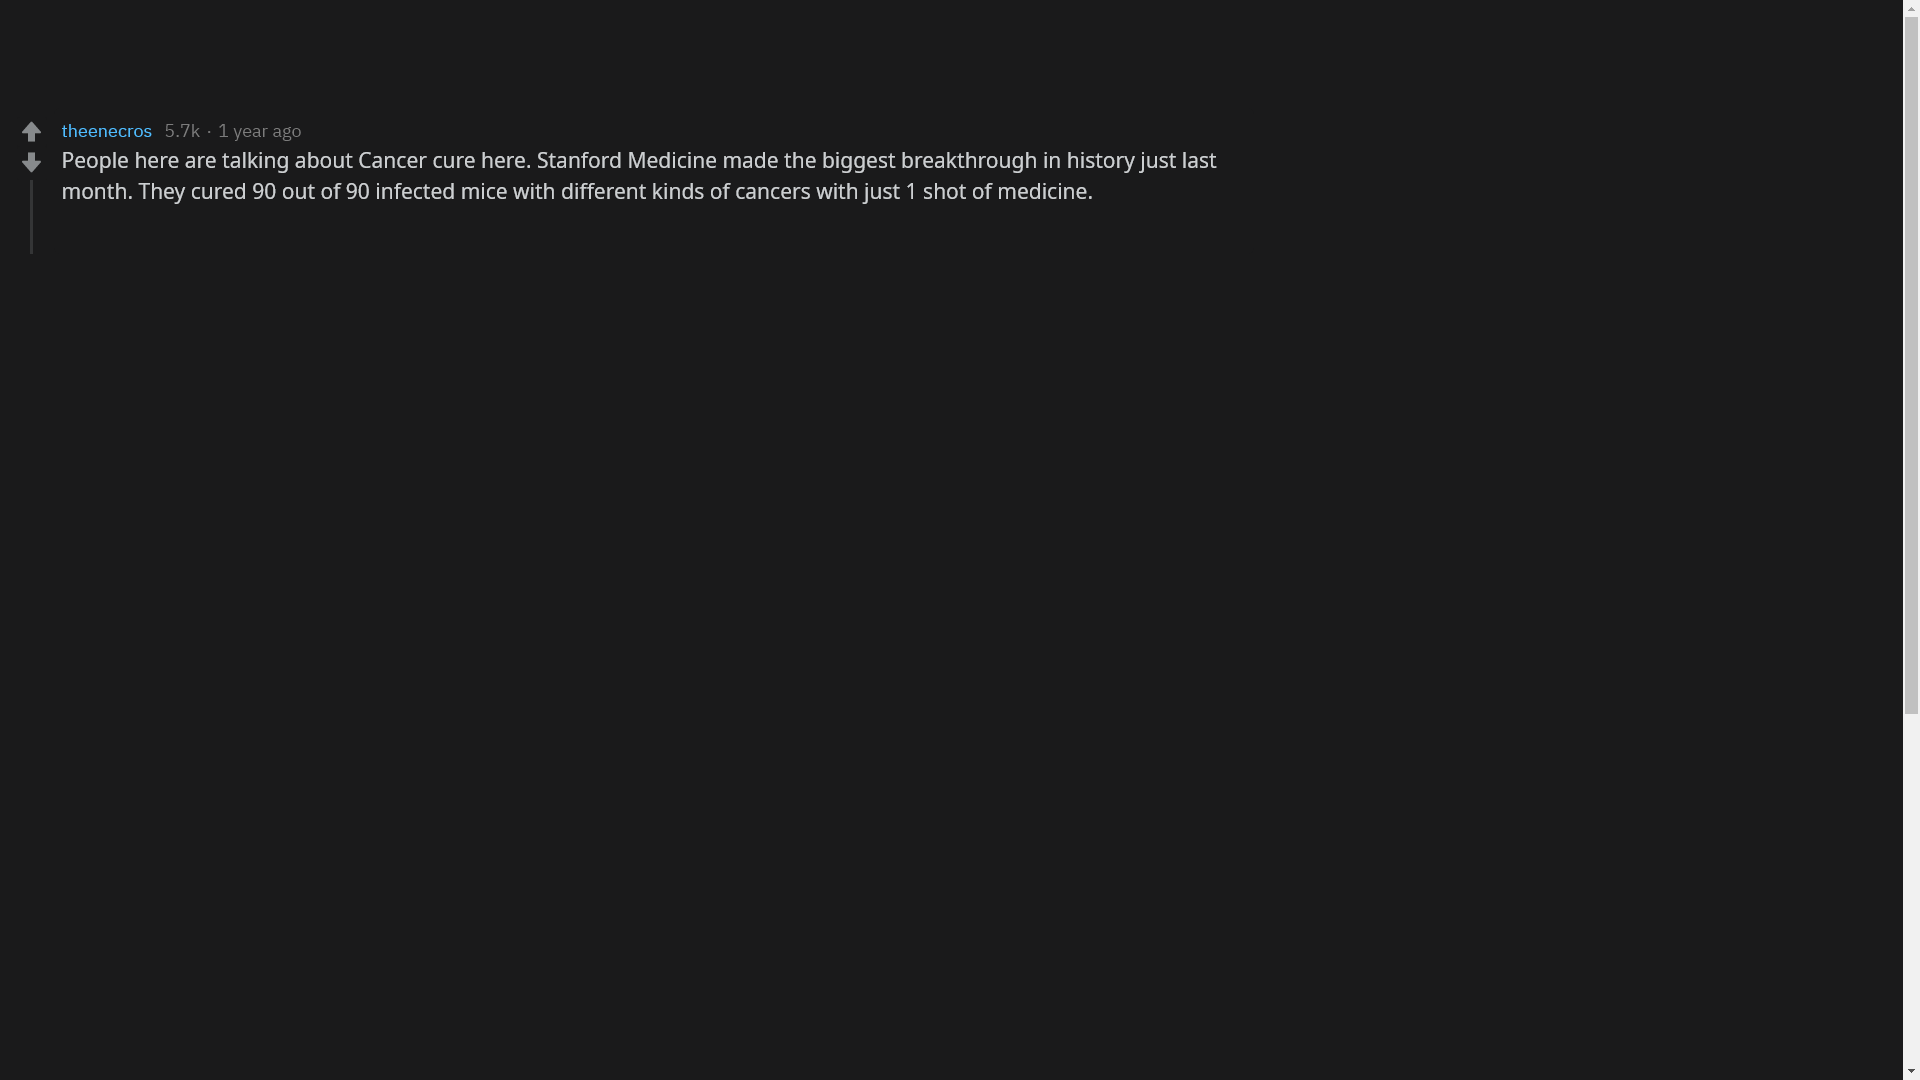 theenecros 5.7k · 1 year ago
People here are talking about Cancer cure here. Stanford Medicine made the biggest breakthrough in history just last
month. They cured 90 out of 90 infected mice with different kinds of cancers with just 1 shot of medicine.